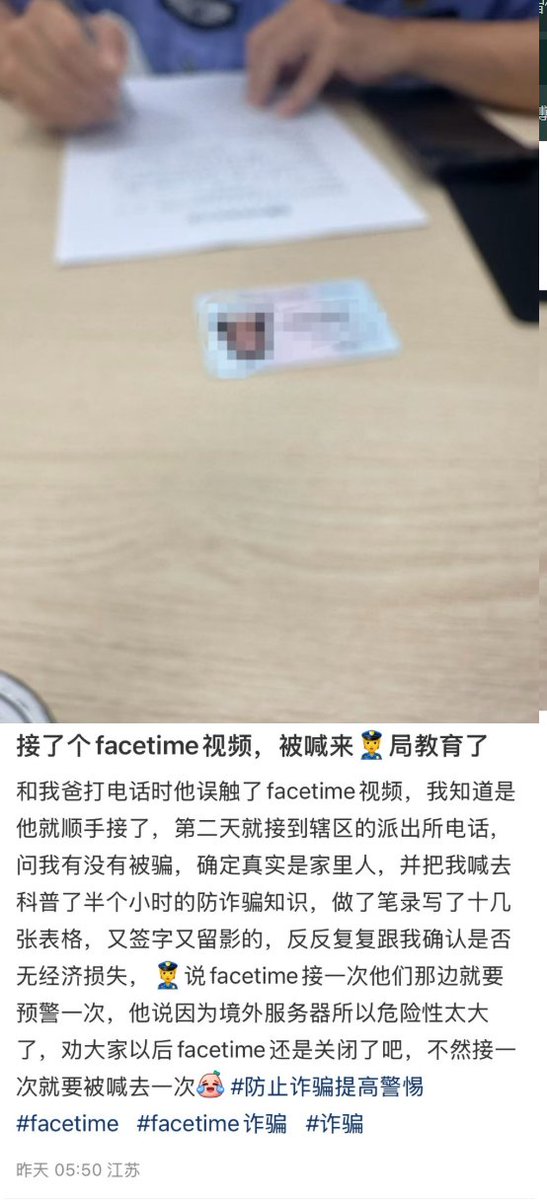 接了个facetime视频，被喊来👮局教育了
和我爸打电话时他误触了facetime视频，我知道是
他就顺手接了，第二天就接到辖区的派出所电话，
问我有没有被骗，确定真实是家里人，并把我喊去
科普了半个小时的防诈骗知识，做了笔录写了十几
张表格，又签字又留影的，反反复复跟我确认是否
无经济损失，👮说facetime接一次他们那边就要
预警一次，他说因为境外服务器所以危险性太大
了，劝大家以后facetime还是关闭了吧，不然接一
次就要被喊去一次 #防止诈骗提高警惕
#facetime #facetime诈骗 #诈骗
昨天 05:50 江苏